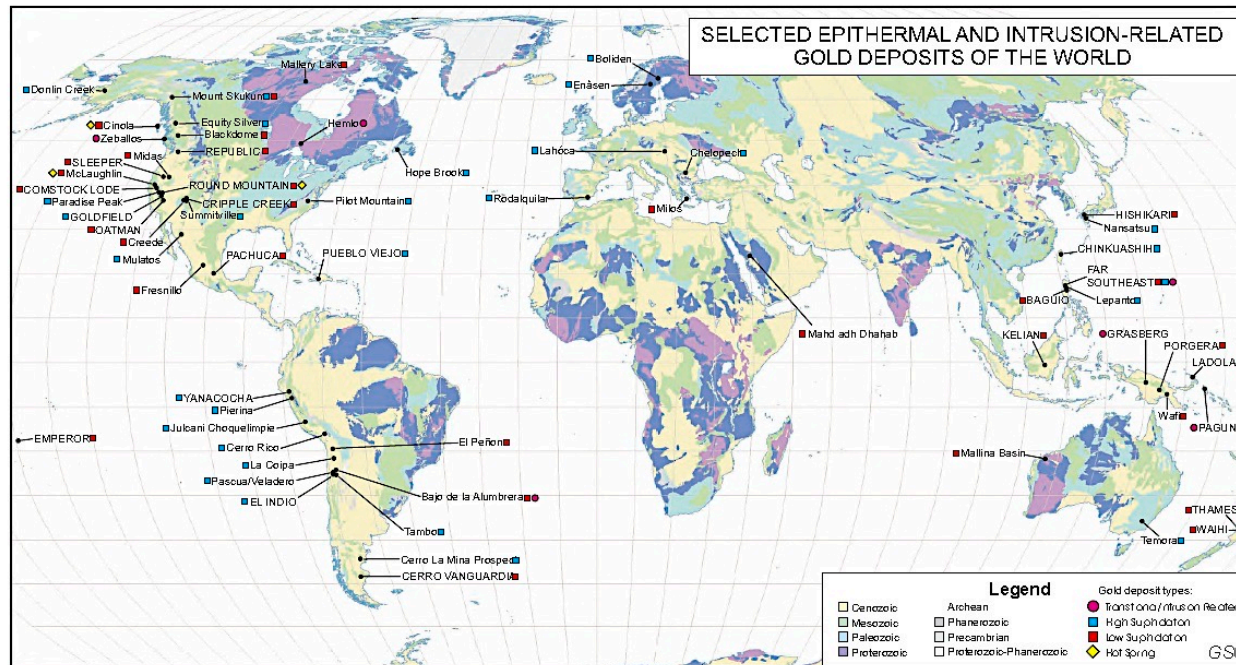 SELECTED EPITHERMAL AND INTRUSION-RELATED
GOLD DEPOSITS OF THE WORLD
Mallery Lake
Boliden
Enåsen
Donlin Creek
Mount Skukum
Cinola
Equity Silver
Zeballos
Blackdome
Hemlo
Midas
REPUBLIC
Lahóca
Chelopech
SLEEPER
McLaughlin
Hope Brook
COMSTOCK LODE
ROUND MOUNTAIN
Paradise Peak
CRIPPLE CREEK
Pilot Mountain
Rodalquilar
GOLDFIELD
Summitville
Milos
HISHIKARI
Nansatsu
OATMAN
Creede
Mulatos
PACHUCA
PUEBLO VIEJO
CHINKUASHIH
Fresnillo
FAR
SOUTHEAST
BAGUIO
Lepanto
Mahd adh Dhahab
KELIAN
GRASBERG
PORGERA
LADOLA
YANACOCHA
Pierina
Wafi
PAGUN
Julcani Choquelimpie
EMPEROR
Cerro Rico
El Peñon
La Coipa
Mallina Basin
Pascua/Veladero
EL INDIO
Bajo de la Alumbrera
Tambo
THAMES
WAIHI
Temora
Cerro La Mina Prospec
CERRO VANGUARDIA
Legend
Cenozoic
Mesozoic
Paleozoic
Proterozoic
Archean
Phanerozoic
Precambrian
Proterozoic-Phanerozoic
Gold deposit types:
High Sulphidation
Low Sulphidation
Hot Spring